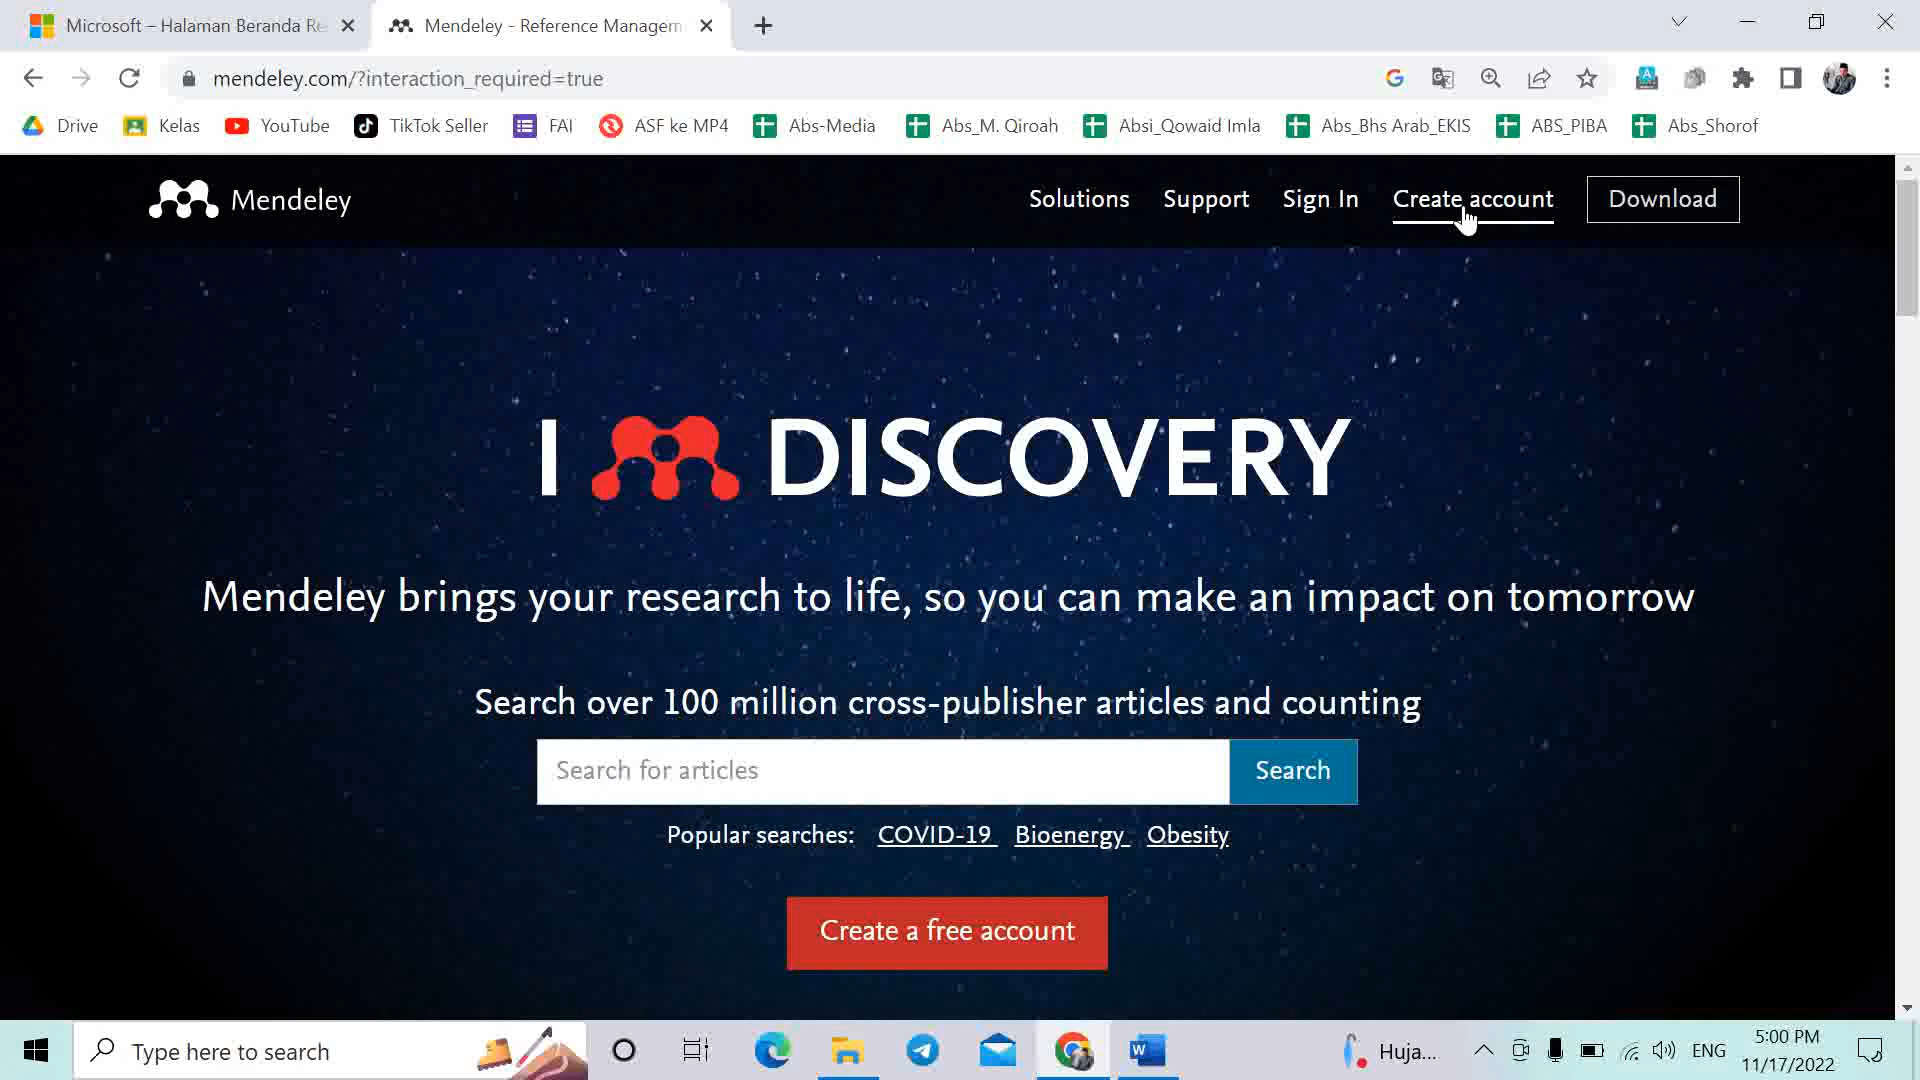 Microsoft – Halaman Beranda Re
Mendeley - Reference Managem
mendeley.com/?interaction_required=true
Drive Kelas YouTube TikTok Seller FAI ASF ke MP4 Abs-Media Abs_M. Qiroah Absi_Qowaid Imla Abs_Bhs Arab_EKIS ABS_PIBA Abs_Shorof
Mendeley
Solutions Support Sign In Create account Download
I DISCOVERY
Mendeley brings your research to life, so you can make an impact on tomorrow
Search over 100 million cross-publisher articles and counting
Search for articles Search
Popular searches: COVID-19 Bioenergy Obesity
Create a free account
Type here to search
Huja...
ENG
5:00 PM
11/17/2022